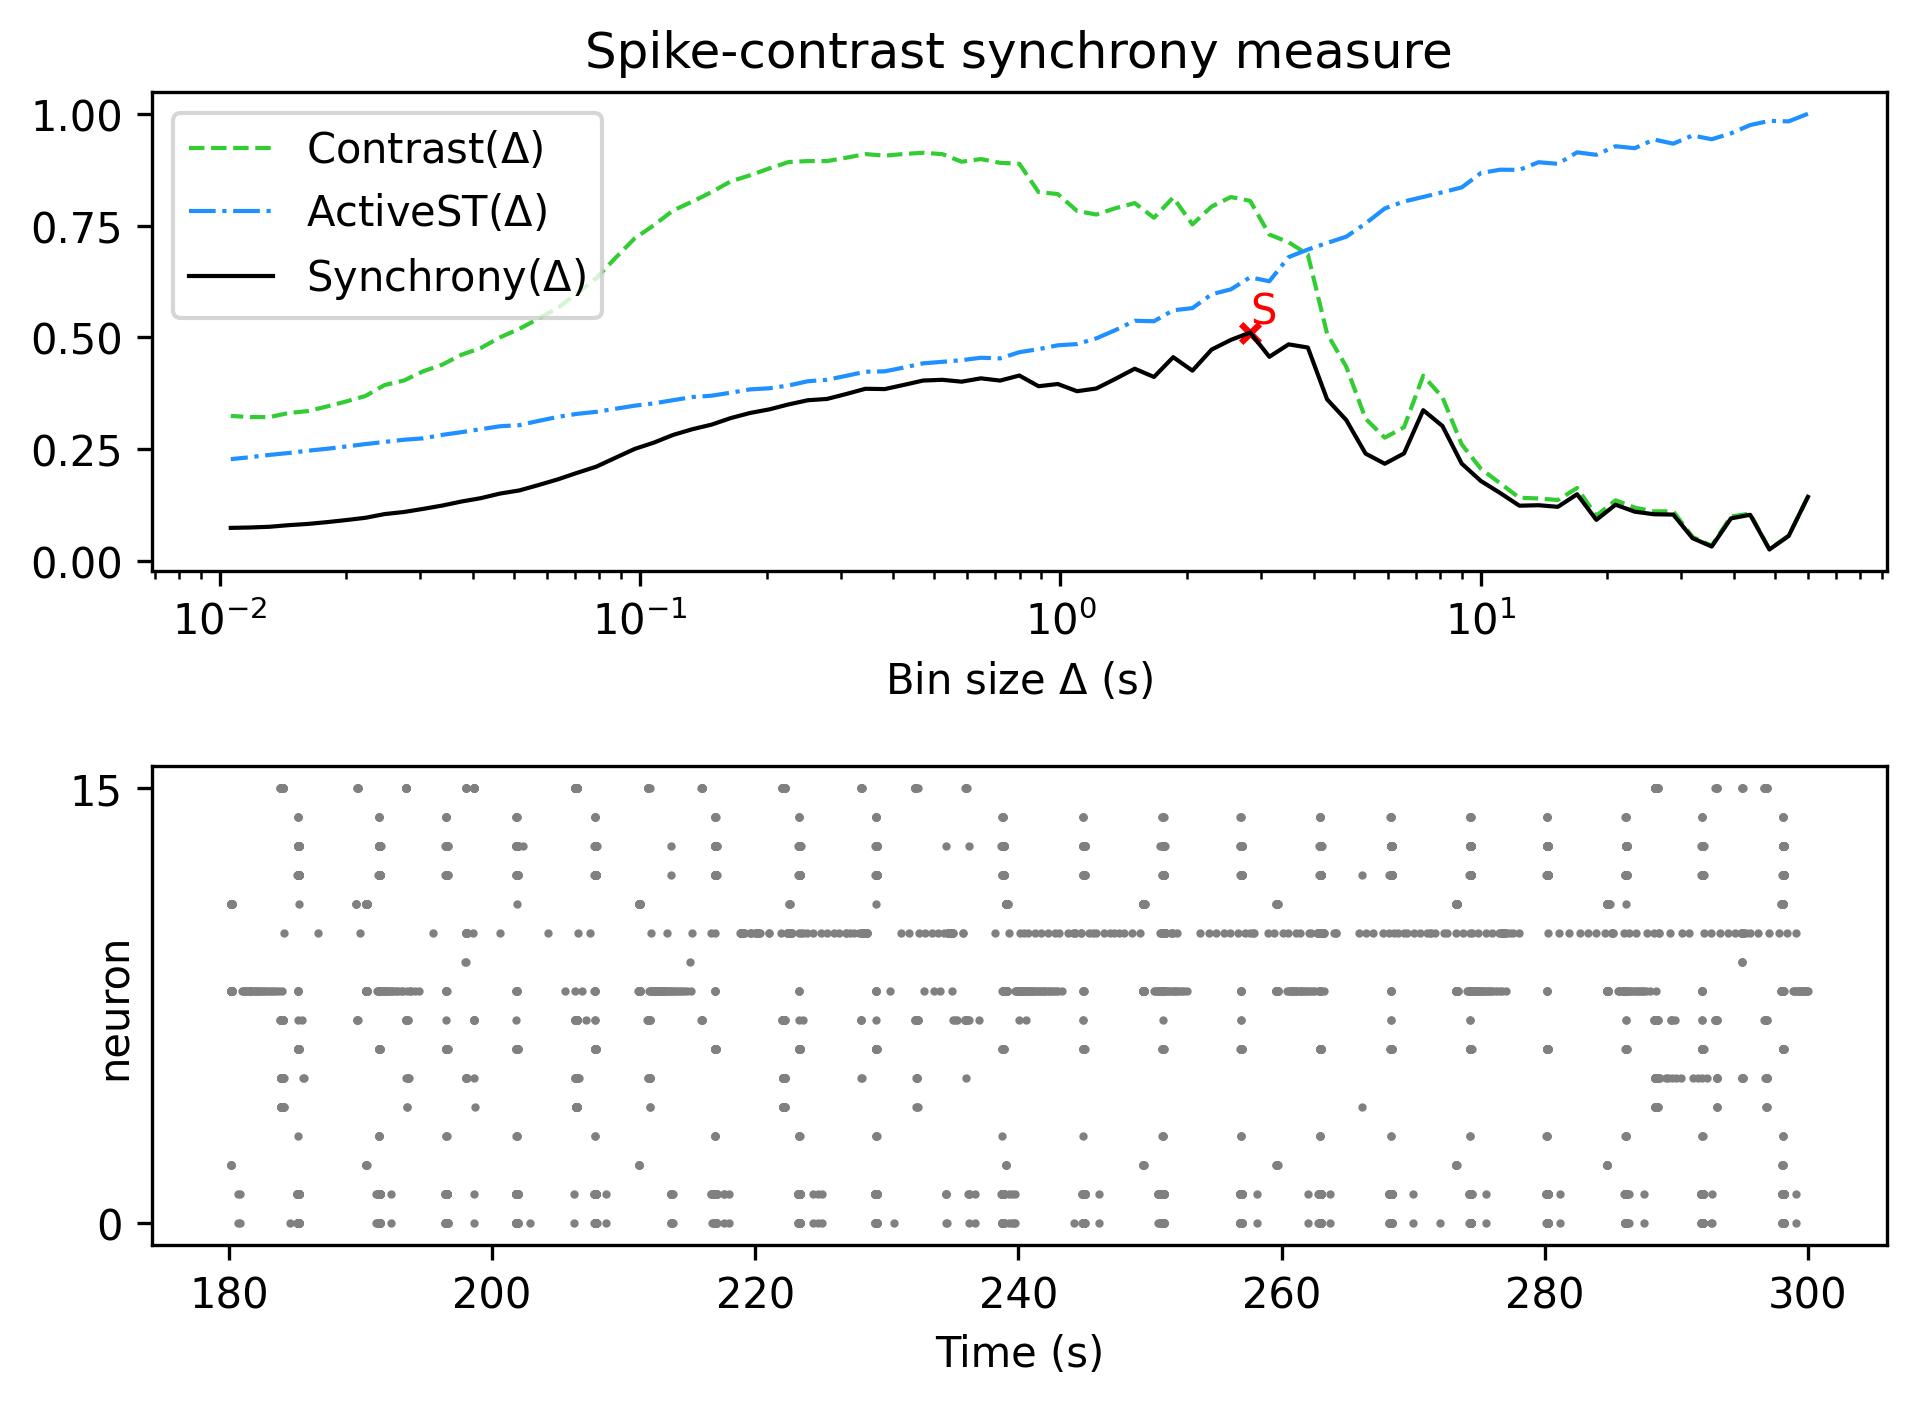 Spike-contrast synchrony measure
1.00
0.75
0.50
0.25
0.00
Contrast(Δ)
ActiveST(Δ)
Synchrony(Δ)
S
10⁻² 10⁻¹ 10⁰ 10¹
Bin size Δ (s)
15
0
neuron
180 200 220 240 260 280 300
Time (s)